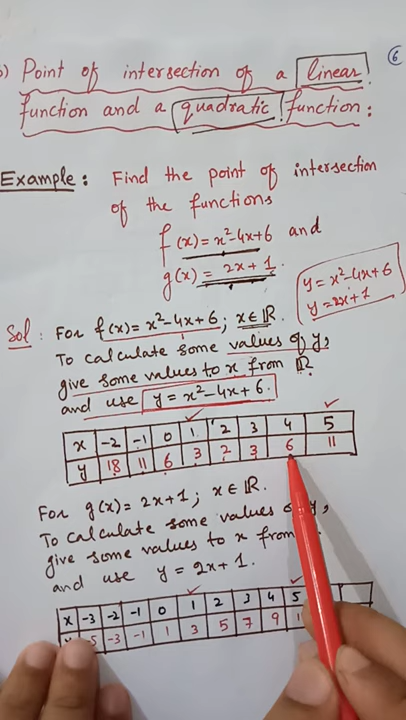 ) Point of intersection of a linear
function and a quadratic function :
6
Example : Find the point of intersection
of the functions
f(x) = x²-4x+6 and
g(x) = 2x+1.
y = x²-4x+6
y = 2x+1
Sol : For f(x) = x²-4x+6 ; x∈ℝ.
To calculate some values of y,
give some values to x from ℝ
and use y = x²-4x+6.
x -2 -1 0 1 2 3 4 5
y 18 11 6 3 2 3 6 11
For g(x) = 2x+1 ; x∈ℝ.
To calculate some values of y,
give some values to x from
and use y = 2x+1.
x -3 -2 -1 0 1 2 3 4 5
-5 -3 -1 1 3 5 7 9